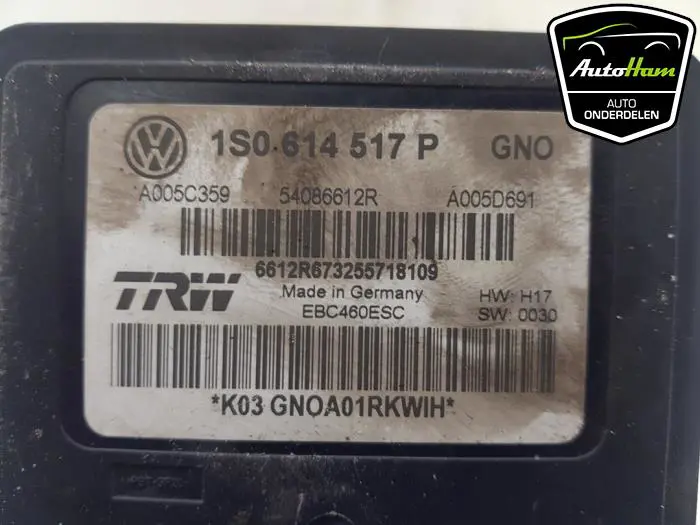 AutoHam
AUTO
ONDERDELEN
1S0 614 517 P GNO
A005C359 54086612R A005D691
6612R673255718109
TRW
Made in Germany HW: H17
EBC460ESC SW: 0030
*K03 GNOA01RKWIH*